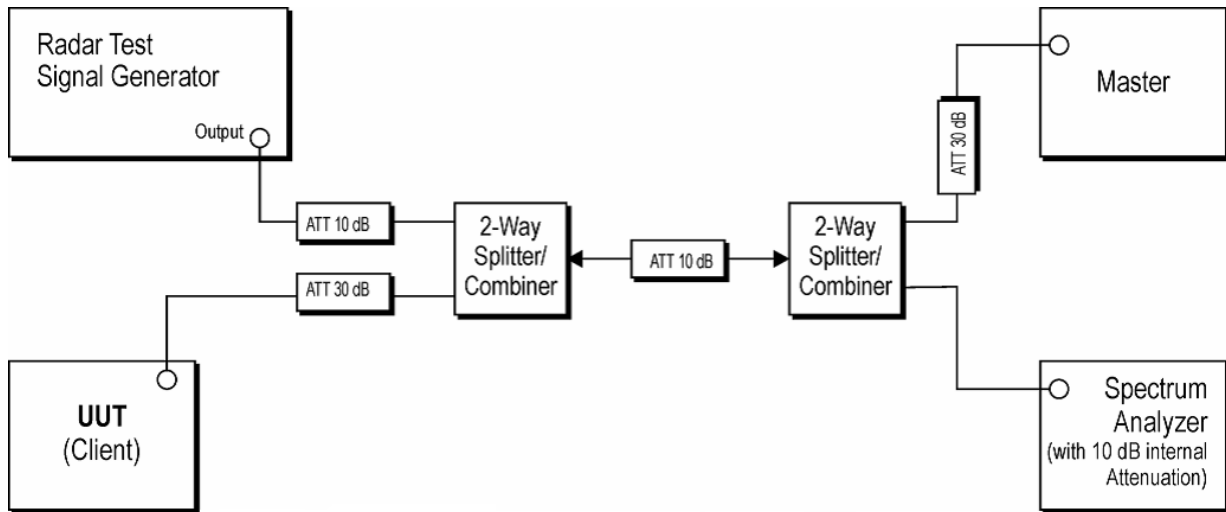 Radar Test
Signal Generator
Output
Master
ATT 30 dB
ATT 10 dB
2-Way
Splitter/
Combiner
ATT 10 dB
2-Way
Splitter/
Combiner
ATT 30 dB
UUT
(Client)
Spectrum
Analyzer
(with 10 dB internal
Attenuation)